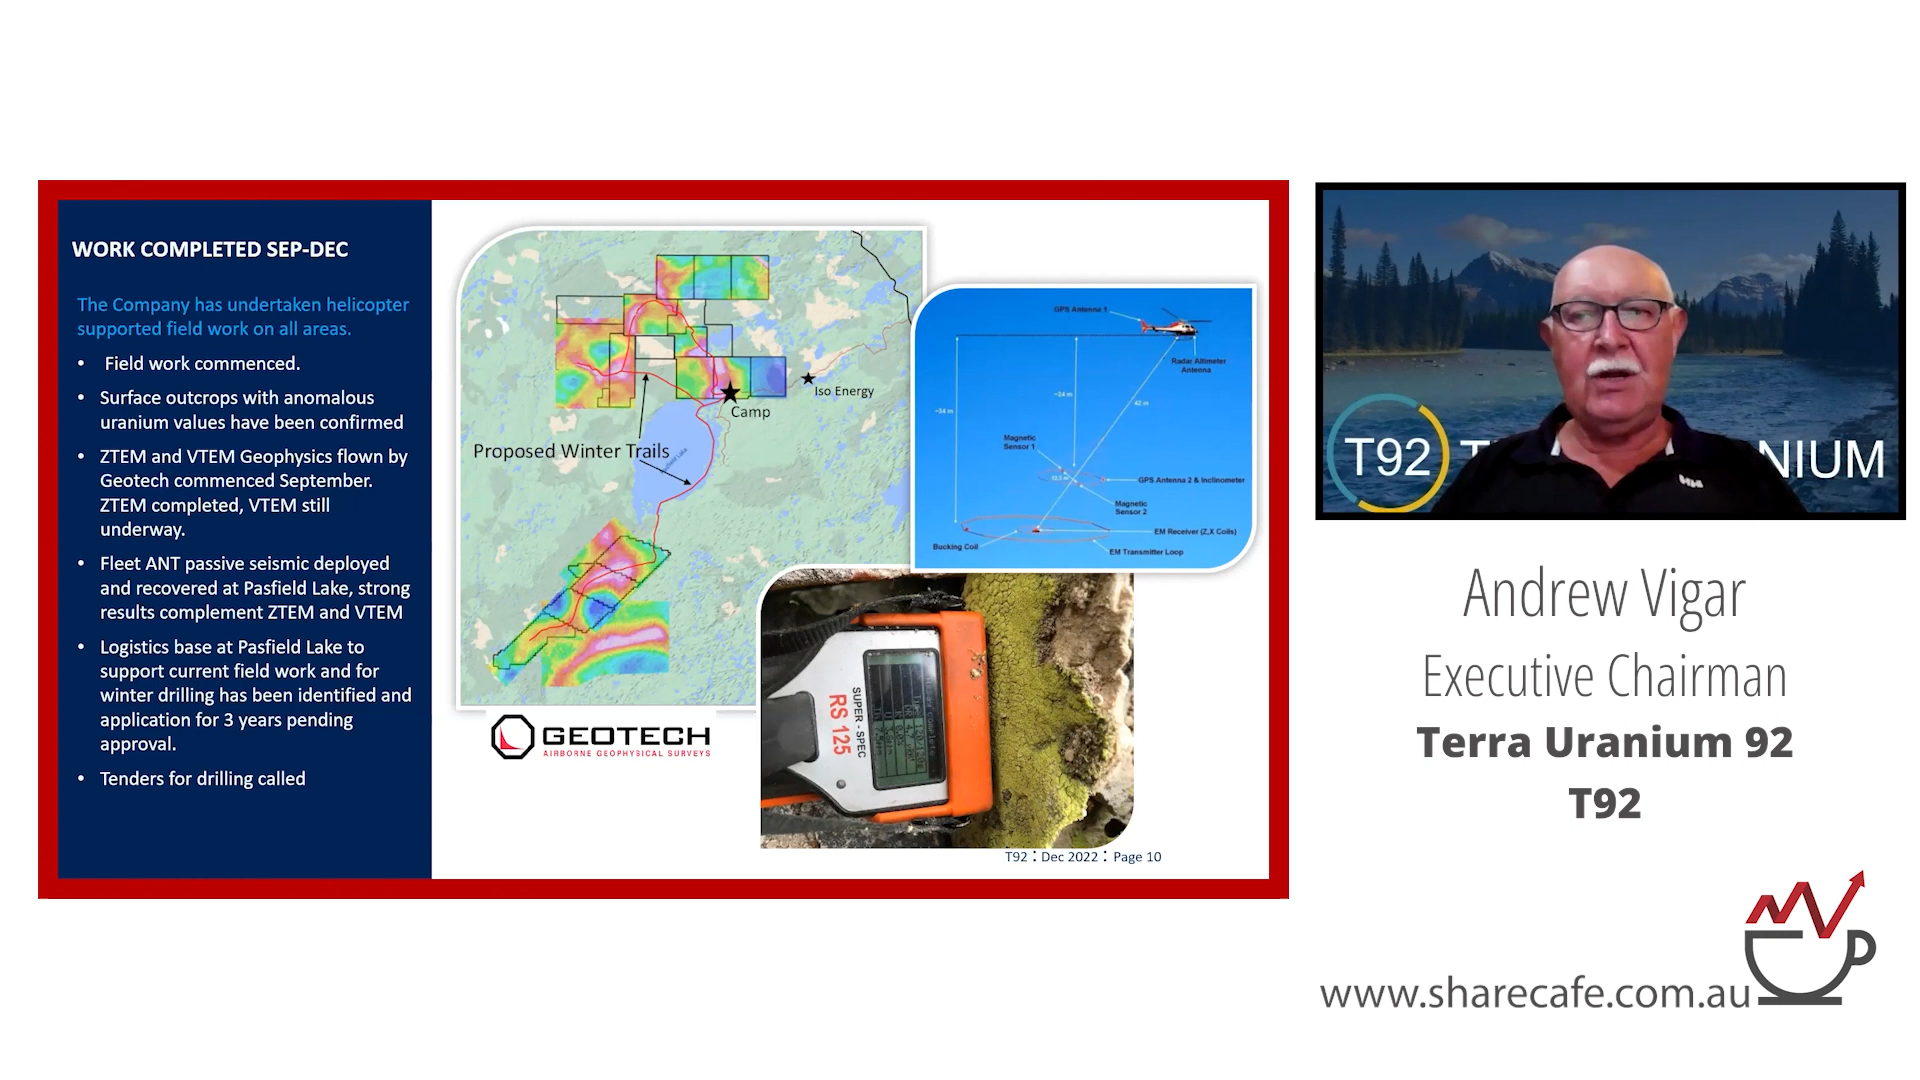 WORK COMPLETED SEP-DEC
The Company has undertaken helicopter
supported field work on all areas.
• Field work commenced.
• Surface outcrops with anomalous
uranium values have been confirmed
• ZTEM and VTEM Geophysics flown by
Geotech commenced September.
ZTEM completed, VTEM still
underway.
• Fleet ANT passive seismic deployed
and recovered at Pasfield Lake, strong
results complement ZTEM and VTEM
• Logistics base at Pasfield Lake to
support current field work and for
winter drilling has been identified and
application for 3 years pending
approval.
• Tenders for drilling called
Iso Energy
Camp
Proposed Winter Trails
Pasfield Lake
GEOTECH
AIRBORNE GEOPHYSICAL SURVEYS
GPS Antenna 1
Radar Altimeter
Antenna
~34 m
~24 m
42 m
Magnetic
Sensor 1
GPS Antenna 2 & Inclinometer
Magnetic
Sensor 2
EM Receiver (Z,X Coils)
Bucking Coil
EM Transmitter Loop
SUPER - SPEC
RS 125
T92 : Dec 2022 : Page 10
T92 T NIUM
Andrew Vigar
Executive Chairman
Terra Uranium 92
T92
www.sharecafe.com.au